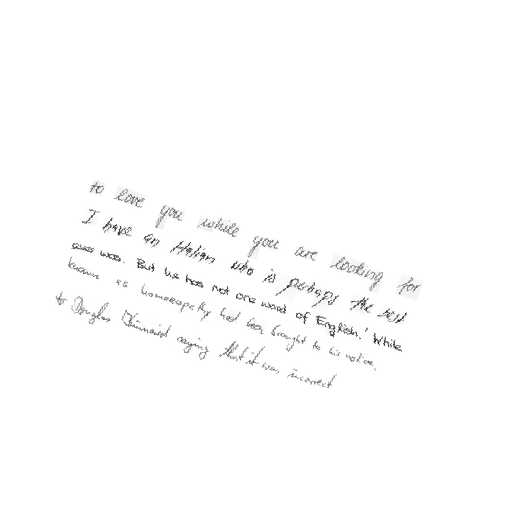 to love you while you are looking for
I have an Italian who is perhaps the best
ever was. But he has not one word of English.' While
known as homoeopathy had been brought to his notice.
to Douglas Kinnaird saying that it was incorrect